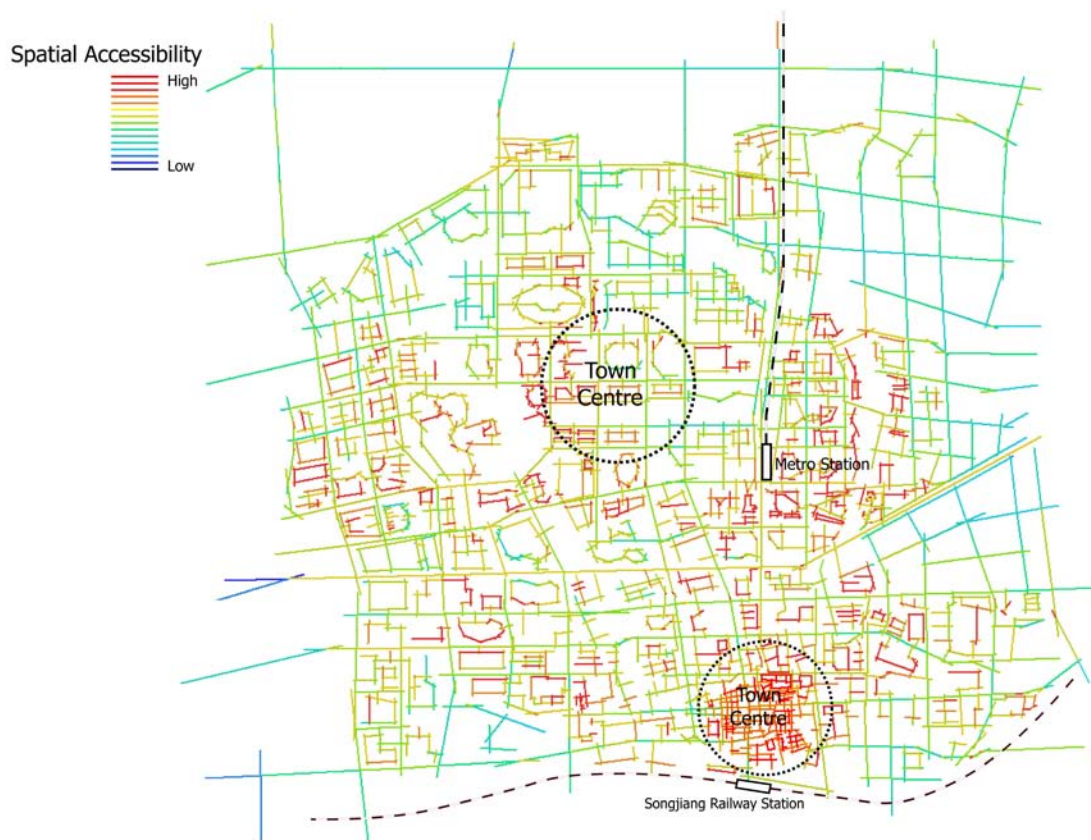 Spatial Accessibility
High
Low
Town
Centre
Metro Station
Town
Centre
Songjiang Railway Station